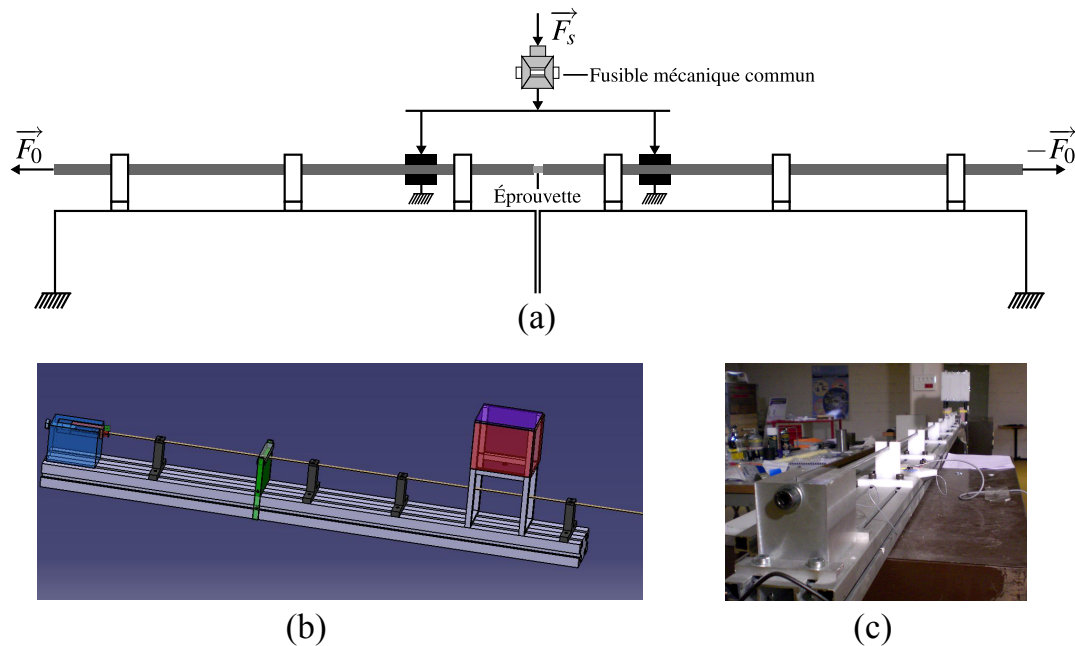 F_s
Fusible mécanique commun
F_0
-F_0
Éprouvette
(a)
(b)
(c)